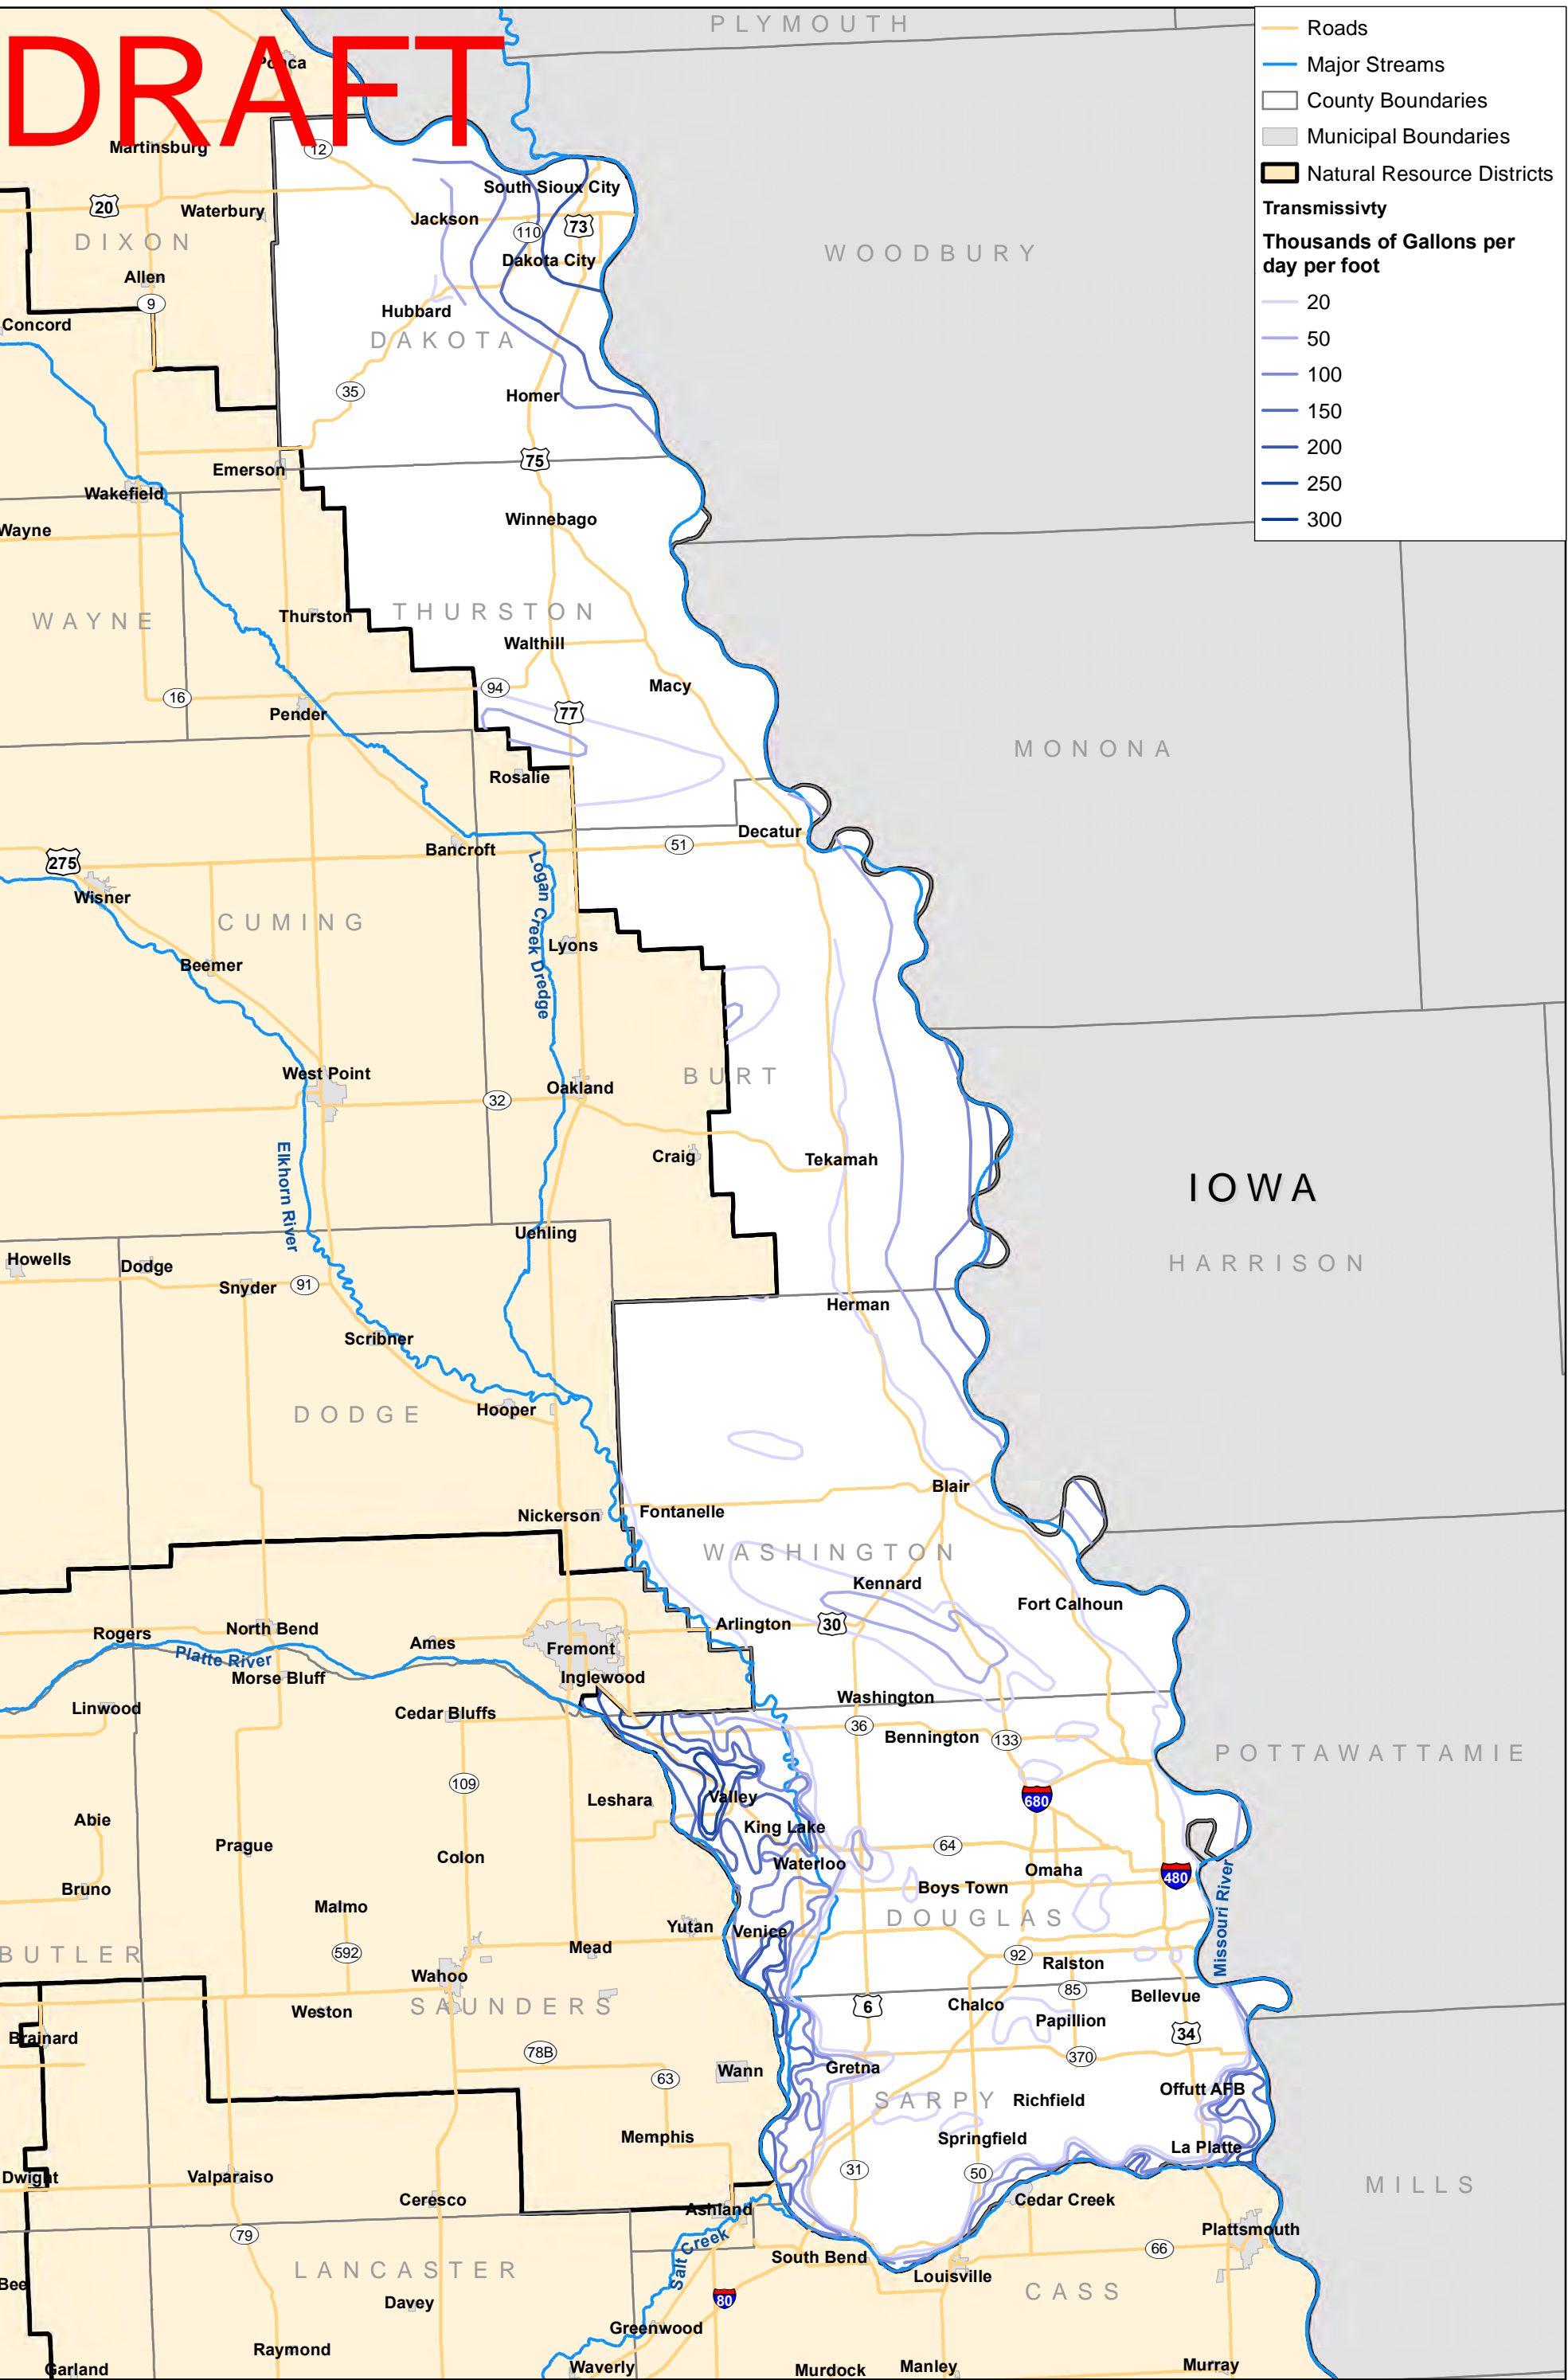 DRAFT
PLYMOUTH
Roads
Major Streams
County Boundaries
Municipal Boundaries
Natural Resource Districts
Transmissivty
Thousands of Gallons per
day per foot
20
50
100
150
200
250
300
Ponca
Martinsburg
12
South Sioux City
20
Waterbury
Jackson
110
73
DIXON
WOODBURY
Dakota City
Allen
9
Hubbard
Concord
DAKOTA
35
Homer
75
Emerson
Wakefield
Winnebago
Wayne
WAYNE
Thurston
THURSTON
Walthill
Macy
94
16
77
Pender
MONONA
Rosalie
Decatur
51
Bancroft
275
Wisner
Logan Creek Dredge
CUMING
Lyons
Beemer
West Point
BURT
Oakland
32
Craig
Tekamah
IOWA
Elkhorn River
Uehling
Howells
Dodge
HARRISON
Snyder
91
Herman
Scribner
DODGE
Hooper
Blair
Nickerson
Fontanelle
WASHINGTON
Kennard
Fort Calhoun
Rogers
North Bend
Ames
Arlington
30
Fremont
Platte River
Morse Bluff
Inglewood
Linwood
Cedar Bluffs
Washington
36
Bennington
133
POTTAWATTAMIE
109
Leshara
Valley
680
Abie
King Lake
Prague
Colon
64
Waterloo
Omaha
480
Bruno
Boys Town
Malmo
DOUGLAS
Missouri River
Yutan
Venice
BUTLER
592
Mead
92
Ralston
Wahoo
85
Weston
SAUNDERS
6
Chalco
Bellevue
Papillion
34
Brainard
78B
370
Wann
Gretna
63
Offutt AFB
SARPY
Richfield
Memphis
Springfield
La Platte
Dwight
Valparaiso
31
50
MILLS
Ceresco
Ashland
Cedar Creek
79
Plattsmouth
Salt Creek
66
South Bend
LANCASTER
Louisville
Bee
CASS
80
Davey
Greenwood
Raymond
Garland
Waverly
Murdock
Manley
Murray